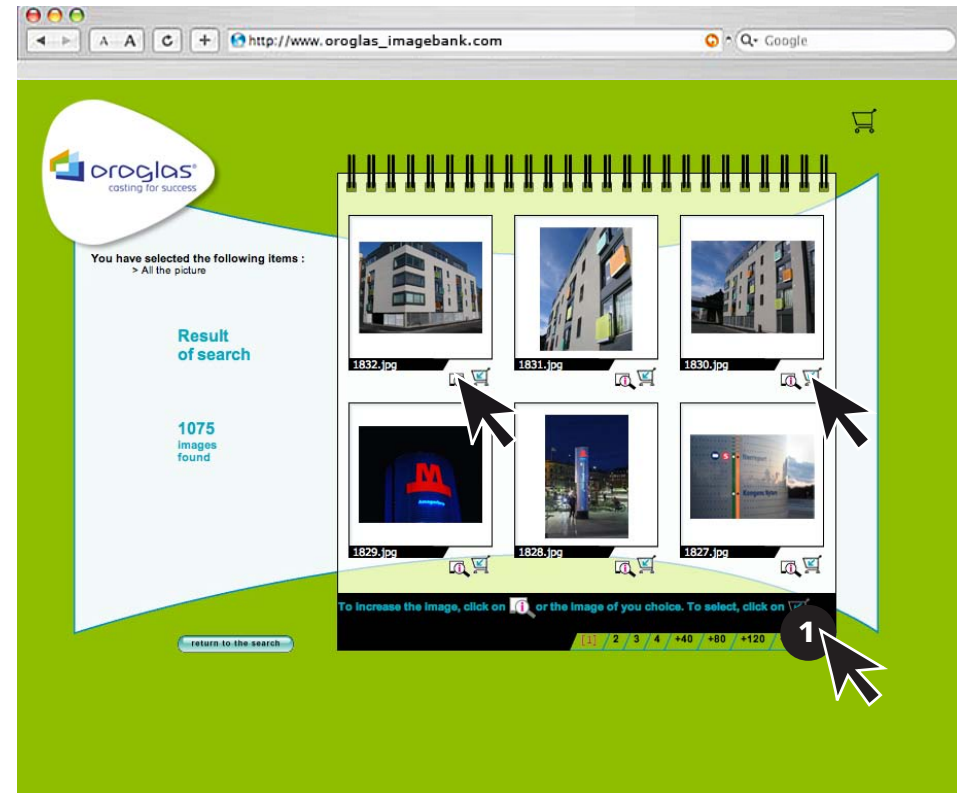 A A
+
http://www.oroglas_imagebank.com
Q- Google
oroglas®
casting for success
You have selected the following items :
> All the picture
Result
of search
1075
images
found
1832.jpg
1831.jpg
1830.jpg
M
1829.jpg
1828.jpg
S
1827.jpg
To increase the image, click on i or the image of you choice. To select, click on
return to the search
[1] / 2 / 3 / 4 / +40 / +80 / +120 /
1